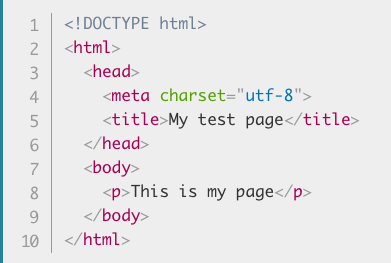 1 <!DOCTYPE html>
2 <html>
3   <head>
4     <meta charset="utf-8">
5     <title>My test page</title>
6   </head>
7   <body>
8     <p>This is my page</p>
9   </body>
10 </html>